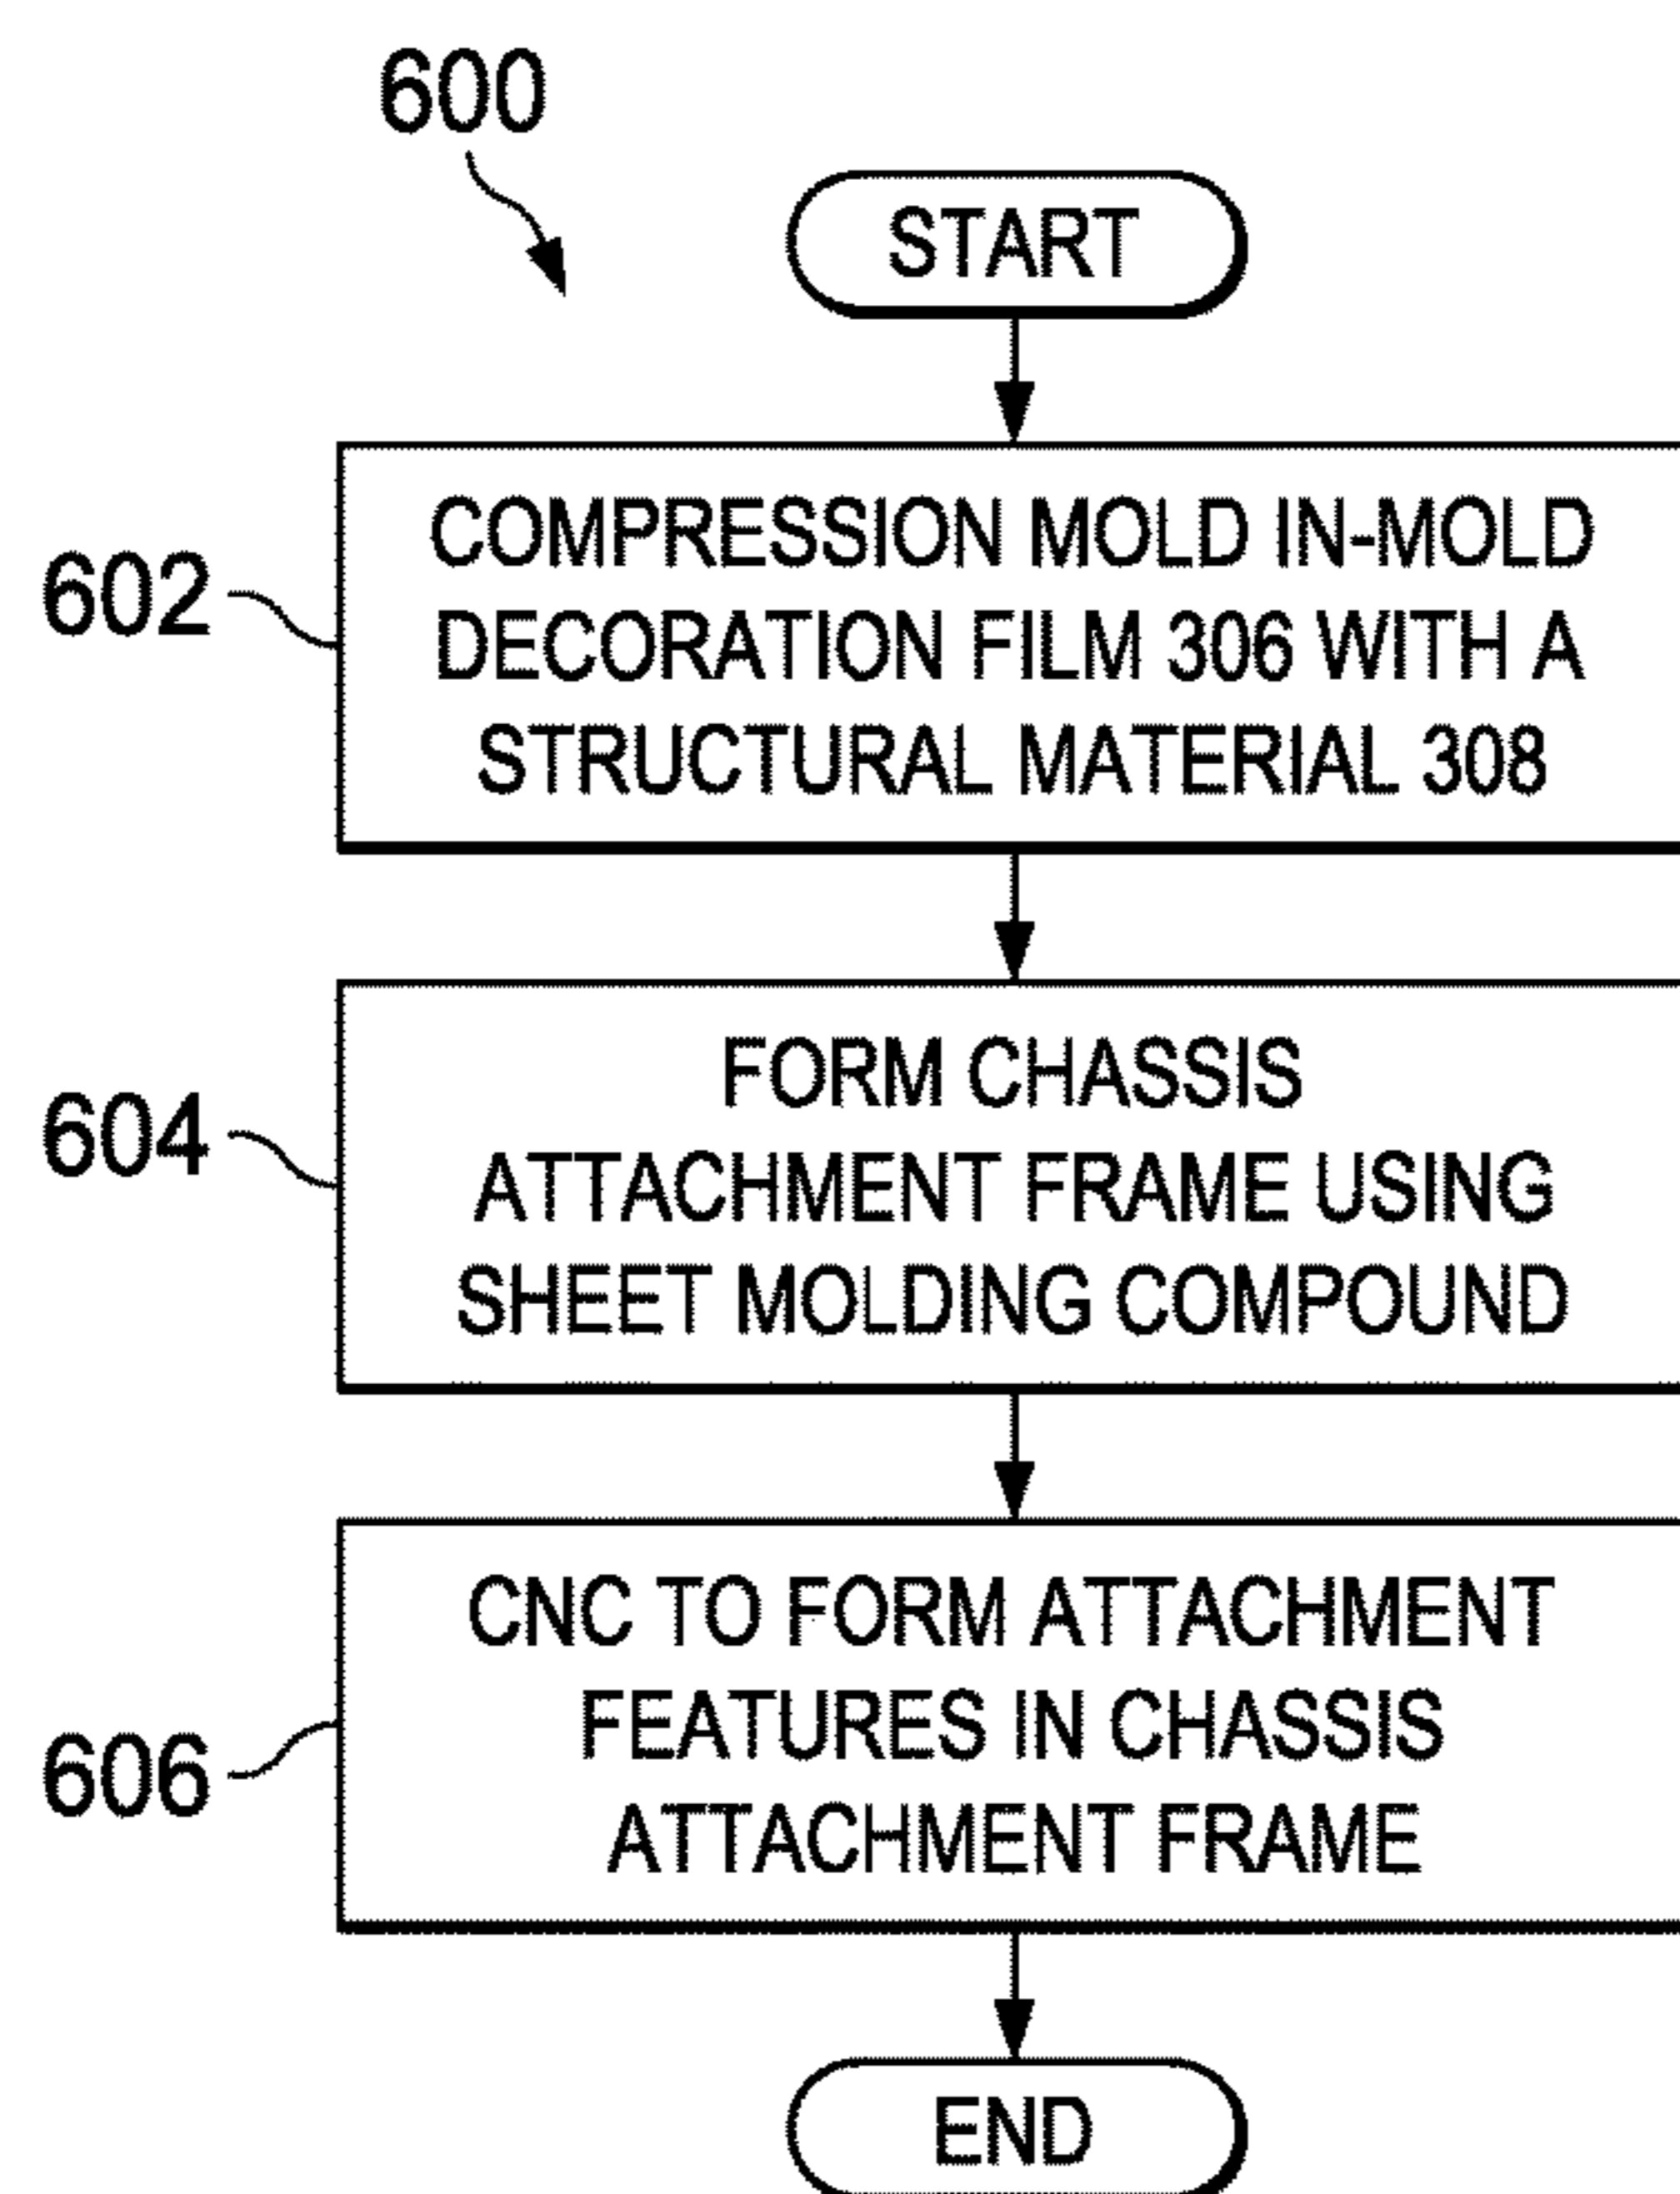 600
START
602
COMPRESSION MOLD IN-MOLD
DECORATION FILM 306 WITH A
STRUCTURAL MATERIAL 308
604
FORM CHASSIS
ATTACHMENT FRAME USING
SHEET MOLDING COMPOUND
606
CNC TO FORM ATTACHMENT
FEATURES IN CHASSIS
ATTACHMENT FRAME
END